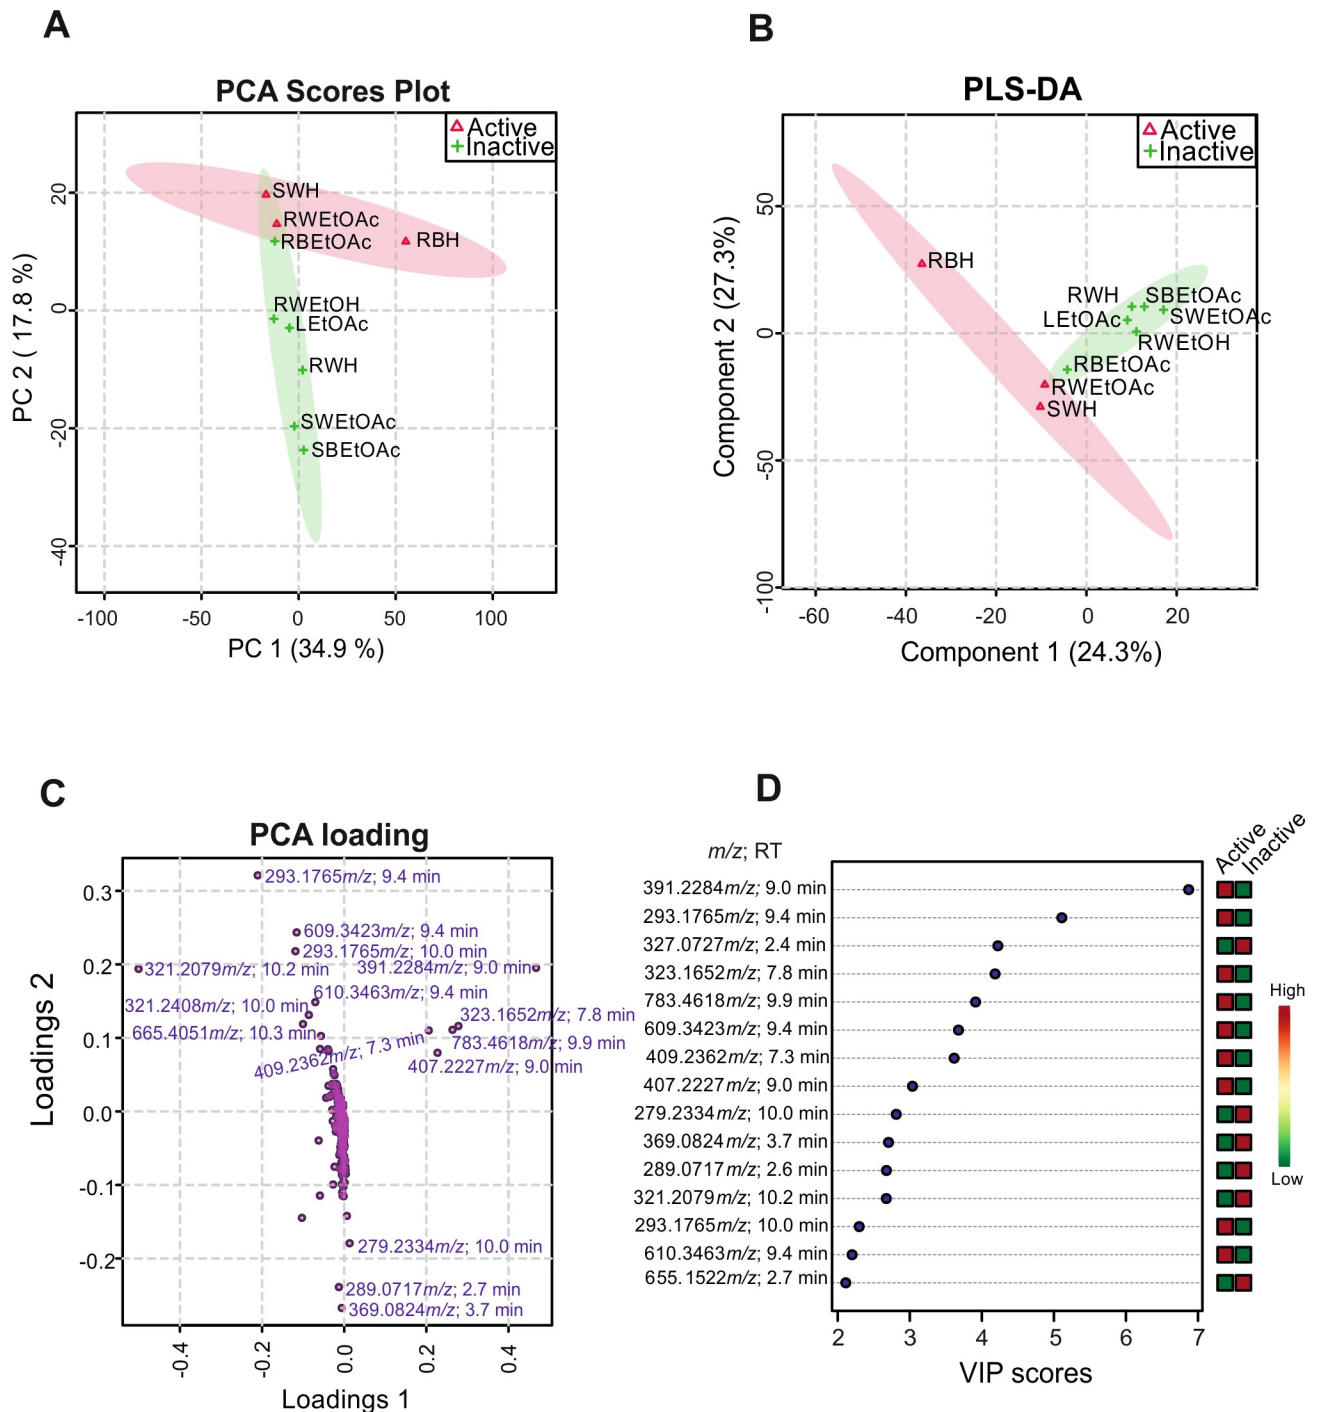 A
PCA Scores Plot
Active
Inactive
SWH
RWEtOAc
RBEtOAc
RBH
RWEtOH
LEtOAc
RWH
SWEtOAc
SBEtOAc
20
0
-20
-40
PC 2 ( 17.8 %)
-100
-50
0
50
100
PC 1 (34.9 %)
B
PLS-DA
Active
Inactive
RBH
RWH
SBEtOAc
LEtOAc
SWEtOAc
RWEtOH
RBEtOAc
RWEtOAc
SWH
50
0
-50
-100
Component 2 (27.3%)
-60
-40
-20
0
20
Component 1 (24.3%)
C
PCA loading
293.1765m/z; 9.4 min
609.3423m/z; 9.4 min
293.1765m/z; 10.0 min
321.2079m/z; 10.2 min
391.2284m/z; 9.0 min
610.3463m/z; 9.4 min
321.2408m/z; 10.0 min
323.1652m/z; 7.8 min
665.4051m/z; 10.3 min
783.4618m/z; 9.9 min
409.2362m/z; 7.3 min
407.2227m/z; 9.0 min
279.2334m/z; 10.0 min
289.0717m/z; 2.7 min
369.0824m/z; 3.7 min
0.3
0.2
0.1
0.0
-0.1
-0.2
Loadings 2
-0.4
-0.2
0.0
0.2
0.4
Loadings 1
D
m/z; RT
Active
Inactive
391.2284m/z; 9.0 min
293.1765m/z; 9.4 min
327.0727m/z; 2.4 min
323.1652m/z; 7.8 min
783.4618m/z; 9.9 min
609.3423m/z; 9.4 min
409.2362m/z; 7.3 min
407.2227m/z; 9.0 min
279.2334m/z; 10.0 min
369.0824m/z; 3.7 min
289.0717m/z; 2.6 min
321.2079m/z; 10.2 min
293.1765m/z; 10.0 min
610.3463m/z; 9.4 min
655.1522m/z; 2.7 min
High
Low
2
3
4
5
6
7
VIP scores